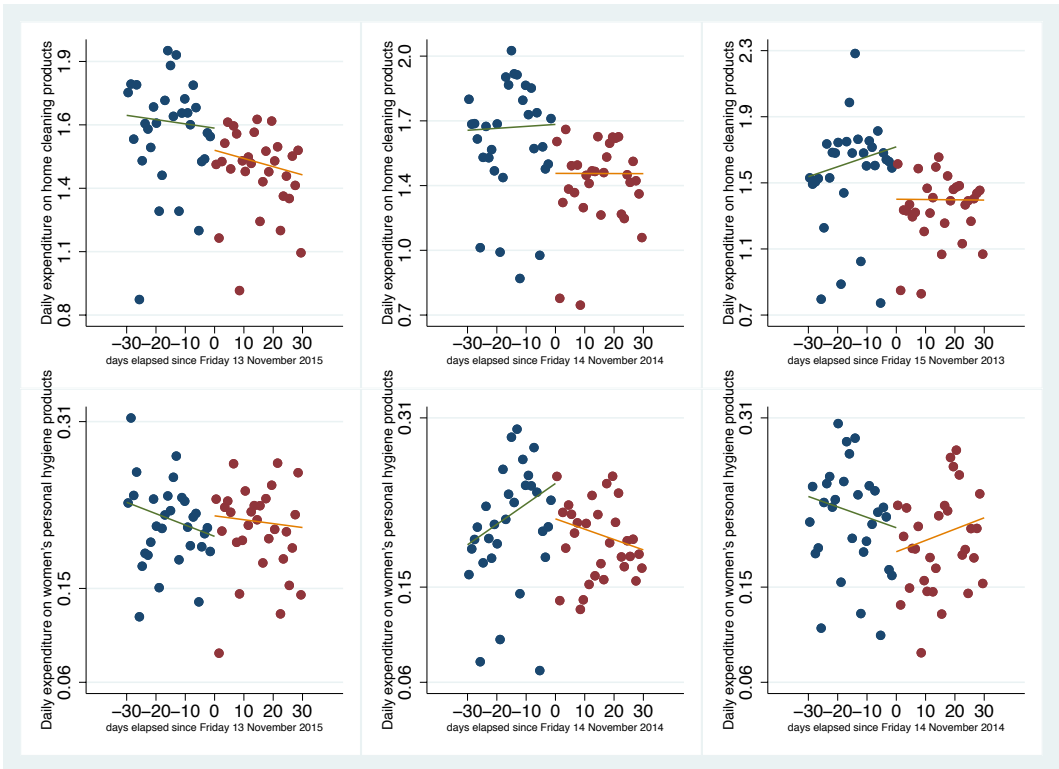 Daily expenditure on home cleaning products
1.9
1.6
1.4
1.1
0.8
−30 −20 −10 0 10 20 30
days elapsed since Friday 13 November 2015
Daily expenditure on home cleaning products
2.0
1.7
1.4
1.0
0.7
−30 −20 −10 0 10 20 30
days elapsed since Friday 14 November 2014
Daily expenditure on home cleaning products
2.3
1.9
1.5
1.1
0.7
−30 −20 −10 0 10 20 30
days elapsed since Friday 15 November 2013
Daily expenditure on women's personal hygiene products
0.31
0.15
0.06
−30 −20 −10 0 10 20 30
days elapsed since Friday 13 November 2015
Daily expenditure on women's personal hygiene products
0.31
0.15
0.06
−30 −20 −10 0 10 20 30
days elapsed since Friday 14 November 2014
Daily expenditure on women's personal hygiene products
0.31
0.15
0.06
−30 −20 −10 0 10 20 30
days elapsed since Friday 14 November 2014